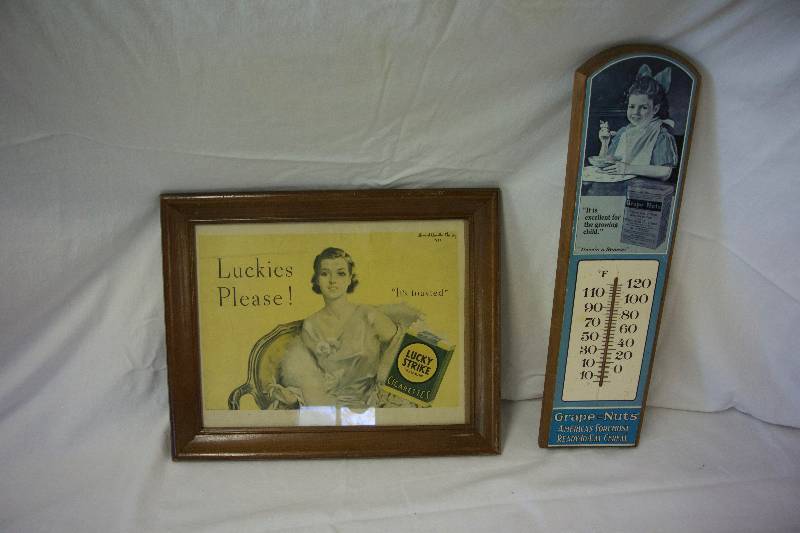 Luckies
Please!
"It's toasted"
LUCKY
STRIKE
CIGARETTES
Grape-Nuts
"It is
excellent for
the growing
child."
"There's a Reason"
°F
120
110
100
90
80
70
60
50
40
30
20
10
0
10
Grape-Nuts
AMERICA'S FOREMOST
READY-TO-EAT CEREAL